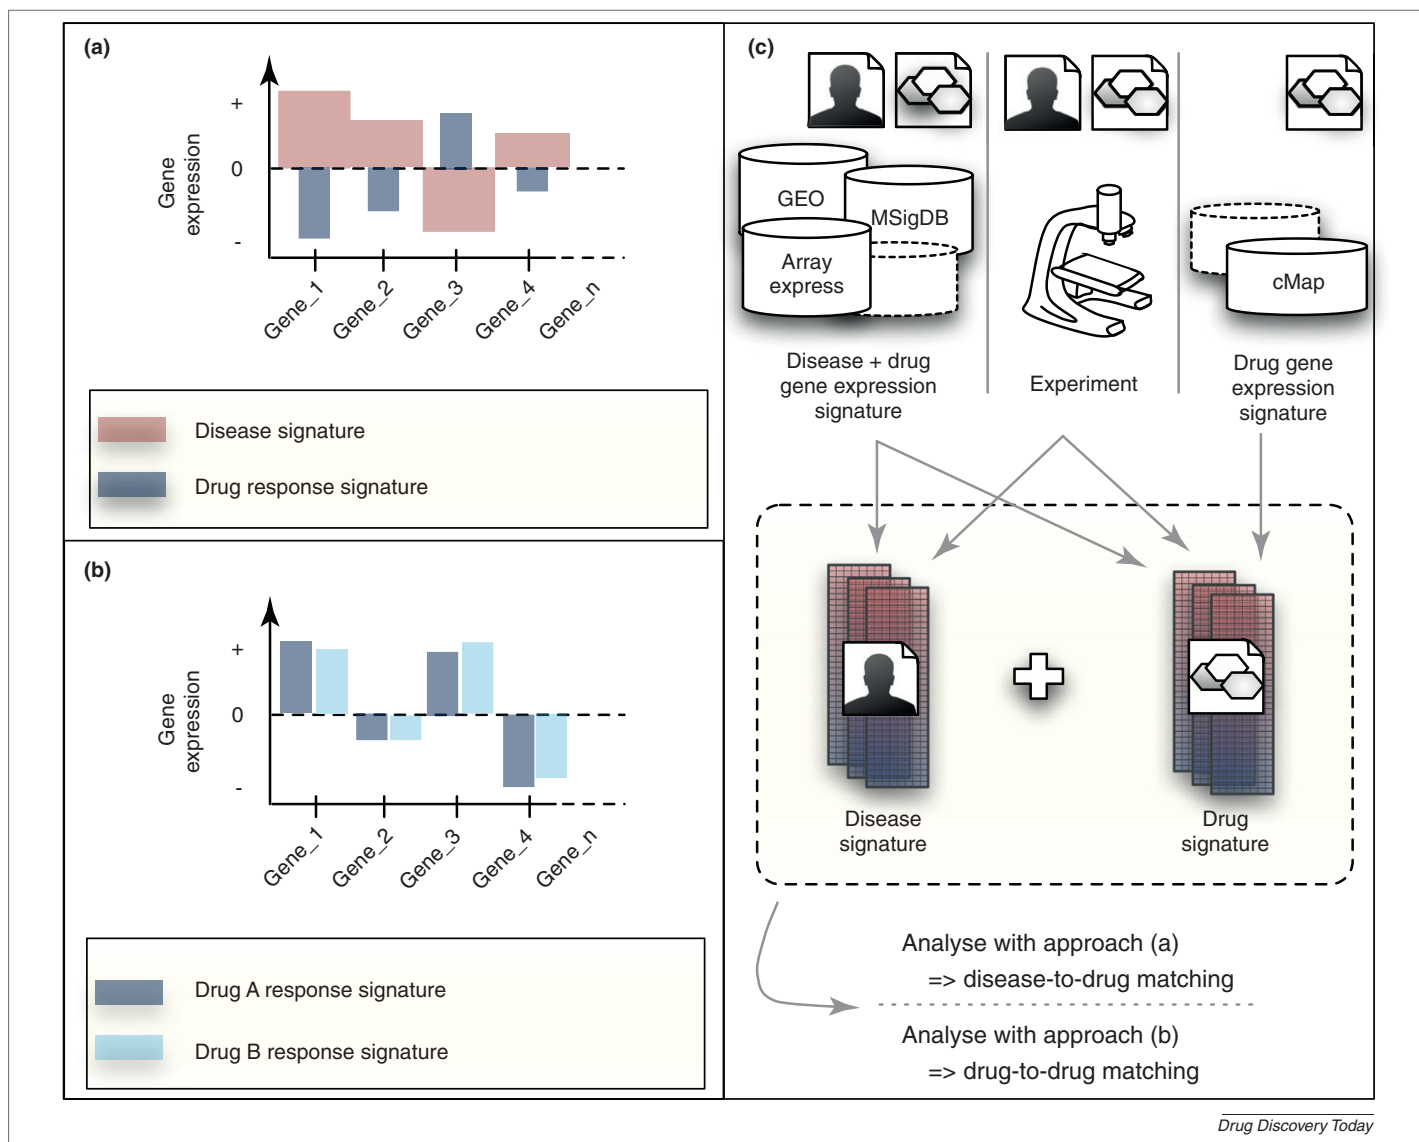 (a)
+
0
-
Gene
expression
Gene_1
Gene_2
Gene_3
Gene_4
Gene_n
Disease signature
Drug response signature
(b)
+
0
-
Gene
expression
Gene_1
Gene_2
Gene_3
Gene_4
Gene_n
Drug A response signature
Drug B response signature
(c)
GEO
MSigDB
Array
express
cMap
Disease + drug
gene expression
signature
Experiment
Drug gene
expression
signature
Disease
signature
Drug
signature
Analyse with approach (a)
=> disease-to-drug matching
Analyse with approach (b)
=> drug-to-drug matching
Drug Discovery Today